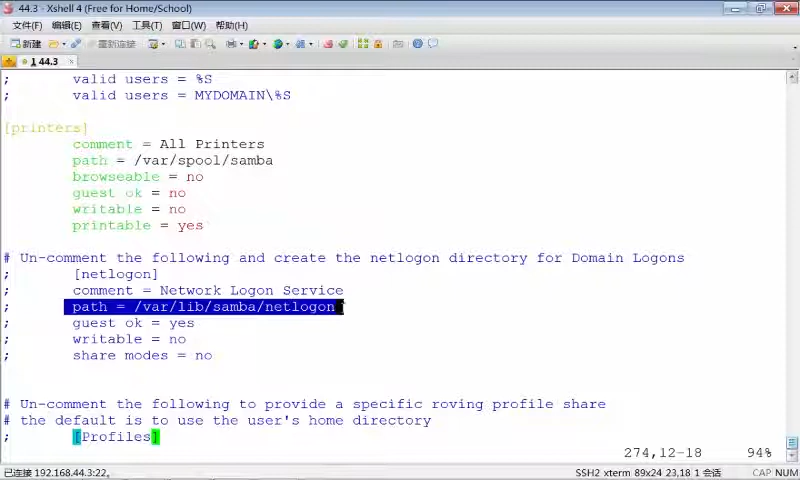 44.3 - Xshell 4 (Free for Home/School)
文件(F) 编辑(E) 查看(V) 工具(T) 窗口(W) 帮助(H)
新建 重新连接
1 44.3
;       valid users = %S
;       valid users = MYDOMAIN\%S
[printers]
comment = All Printers
path = /var/spool/samba
browseable = no
guest ok = no
writable = no
printable = yes
# Un-comment the following and create the netlogon directory for Domain Logons
;       [netlogon]
;       comment = Network Logon Service
;       path = /var/lib/samba/netlogon
;       guest ok = yes
;       writable = no
;       share modes = no
# Un-comment the following to provide a specific roving profile share
# the default is to use the user's home directory
;       [Profiles]
274,12-18 94%
已连接 192.168.44.3:22。 SSH2 xterm 89x24 23,18 1 会话 CAP NUM